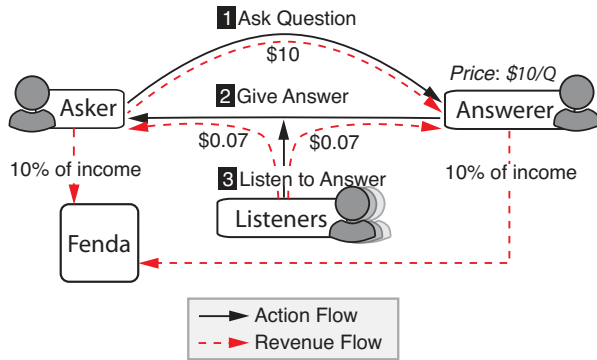 1 Ask Question
$10
Price: $10/Q
Asker
2 Give Answer
Answerer
$0.07
$0.07
10% of income
3 Listen to Answer
10% of income
Listeners
Fenda
Action Flow
Revenue Flow